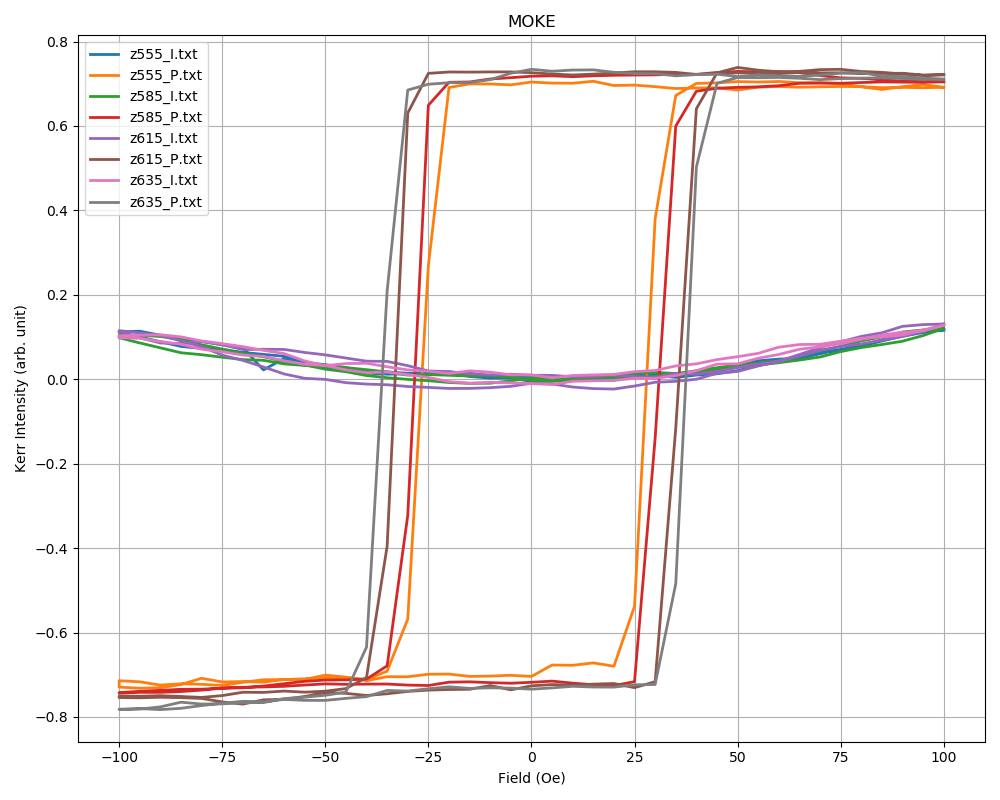 MOKE
z555_I.txt
z555_P.txt
z585_I.txt
z585_P.txt
z615_I.txt
z615_P.txt
z635_I.txt
z635_P.txt
0.8
0.6
0.4
0.2
0.0
−0.2
−0.4
−0.6
−0.8
Kerr Intensity (arb. unit)
−100 −75 −50 −25 0 25 50 75 100
Field (Oe)